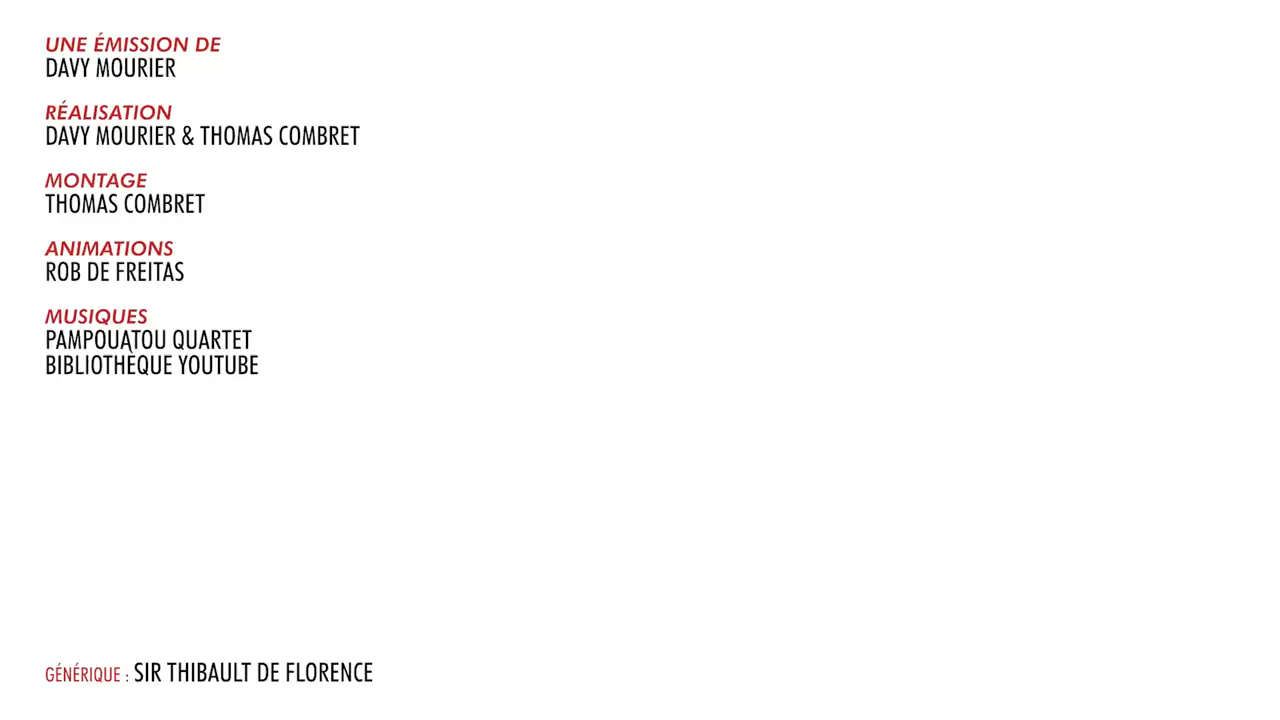 UNE ÉMISSION DE
DAVY MOURIER
RÉALISATION
DAVY MOURIER & THOMAS COMBRET
MONTAGE
THOMAS COMBRET
ANIMATIONS
ROB DE FREITAS
MUSIQUES
PAMPOUATOU QUARTET
BIBLIOTHÈQUE YOUTUBE
GÉNÉRIQUE : SIR THIBAULT DE FLORENCE